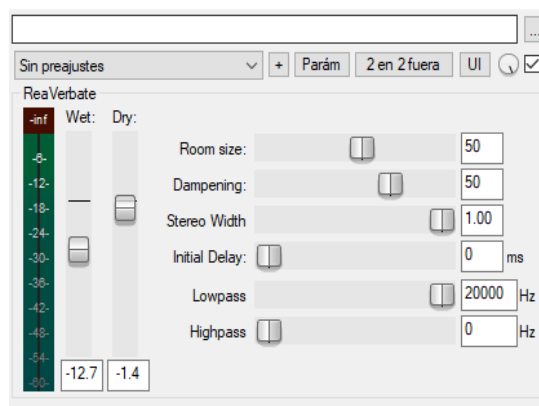 ...
Sin preajustes + Parám 2 en 2 fuera UI
ReaVerbate
-inf Wet: Dry:
-6-
-12-
-18-
-24-
-30-
-36-
-42-
-48-
-54-
-60-
-12.7 -1.4
Room size: 50
Dampening: 50
Stereo Width 1.00
Initial Delay: 0 ms
Lowpass 20000 Hz
Highpass 0 Hz